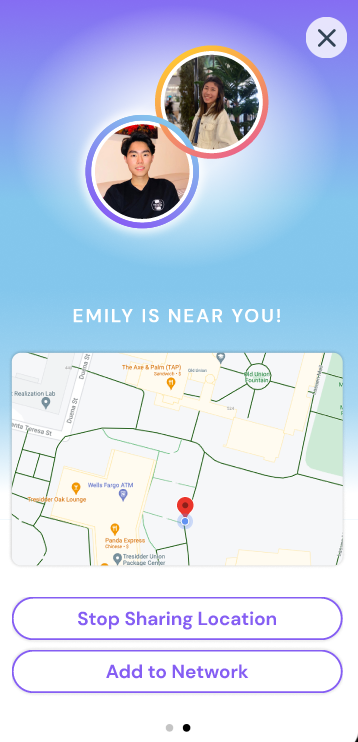 EMILY IS NEAR YOU!
The Axe & Palm (TAP)
Sandwich • $
Old Union
Old Union
Fountain
Duena St
Duena St
Realization Lab
Santa Teresa St
Wells Fargo ATM
Tresidder Oak Lounge
Panda Express
Chinese • $
Tresidder Union
Package Center
Stop Sharing Location
Add to Network